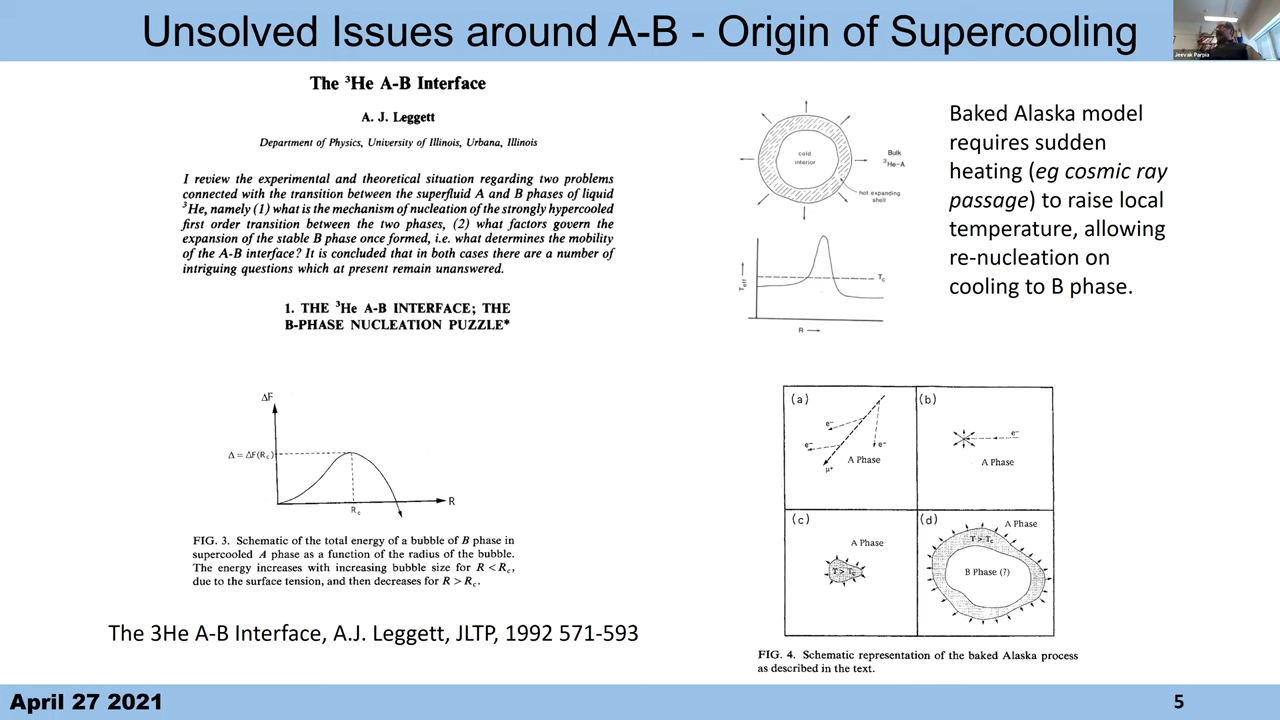 Unsolved Issues around A-B - Origin of Supercooling
Jeevak Parpia
The ³He A-B Interface
A. J. Leggett
Department of Physics, University of Illinois, Urbana, Illinois
I review the experimental and theoretical situation regarding two problems
connected with the transition between the superfluid A and B phases of liquid
³He, namely (1) what is the mechanism of nucleation of the strongly hypercooled
first order transition between the two phases, (2) what factors govern the
expansion of the stable B phase once formed, i.e. what determines the mobility
of the A-B interface? It is concluded that in both cases there are a number of
intriguing questions which at present remain unanswered.
1. THE ³He A-B INTERFACE; THE
B-PHASE NUCLEATION PUZZLE*
ΔF
Δ = ΔF(Rc)
R
Rc
FIG. 3. Schematic of the total energy of a bubble of B phase in
supercooled A phase as a function of the radius of the bubble.
The energy increases with increasing bubble size for R < Rc,
due to the surface tension, and then decreases for R > Rc.
The 3He A-B Interface, A.J. Leggett, JLTP, 1992 571-593
cold
interior
Bulk
³He-A
hot expanding
shell
Teff
Tc
R
Baked Alaska model
requires sudden
heating (eg cosmic ray
passage) to raise local
temperature, allowing
re-nucleation on
cooling to B phase.
(a)
e⁻
e⁻
e⁻
μ⁺
A Phase
(b)
e⁻
A Phase
(c)
A Phase
T > Tc
(d)
A Phase
T > Tc
B Phase (?)
FIG. 4. Schematic representation of the baked Alaska process
as described in the text.
April 27 2021
5